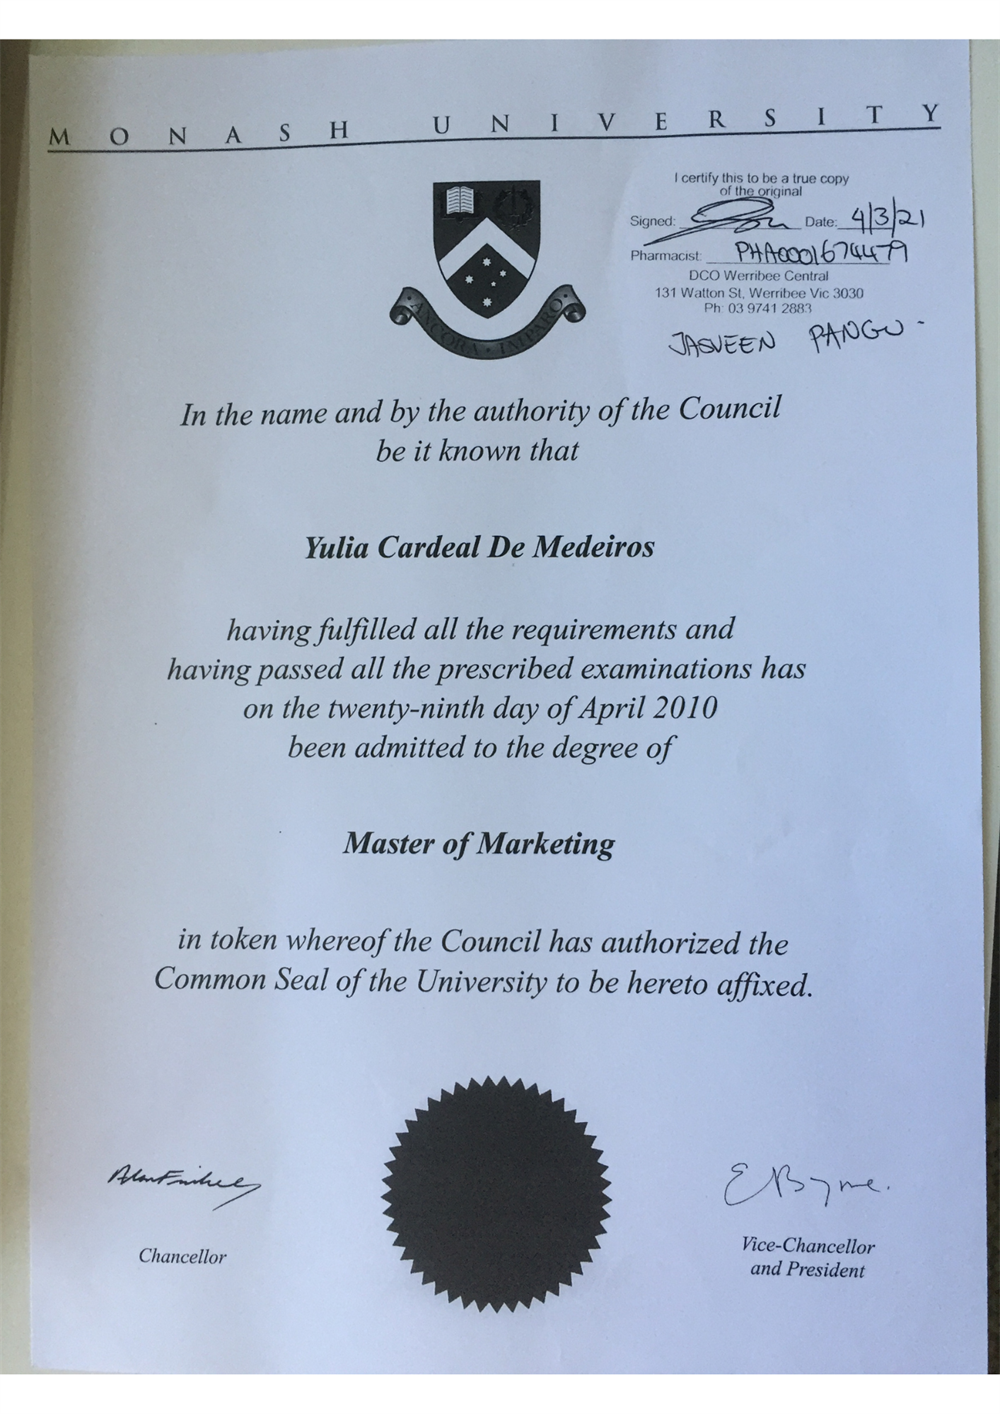 MONASH UNIVERSITY
I certify this to be a true copy
of the original
Signed: Date: 4/3/21
Pharmacist: PHA0001674479
DCO Werribee Central
131 Watton St, Werribee Vic 3030
Ph: 03 9741 2883
JASVEEN PANGU
ANCORA · IMPARO
In the name and by the authority of the Council
be it known that
Yulia Cardeal De Medeiros
having fulfilled all the requirements and
having passed all the prescribed examinations has
on the twenty-ninth day of April 2010
been admitted to the degree of
Master of Marketing
in token whereof the Council has authorized the
Common Seal of the University to be hereto affixed.
E Byrne.
Chancellor
Vice-Chancellor
and President